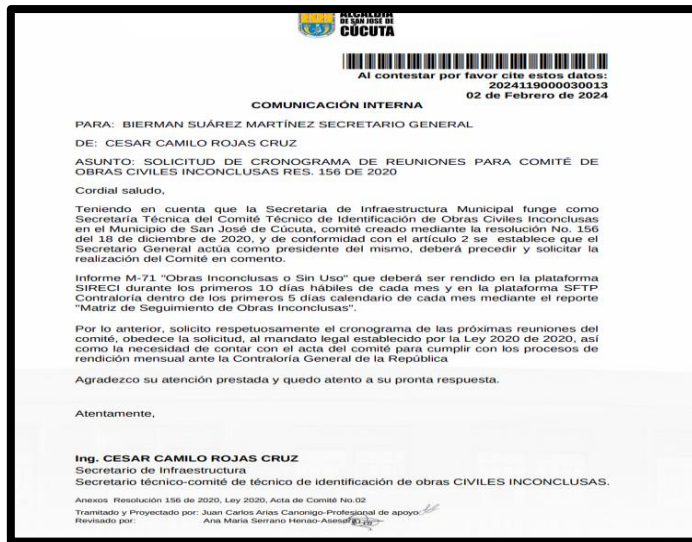 ALCALDÍA
DE SAN JOSÉ DE
CÚCUTA
Al contestar por favor cite estos datos:
2024119000030013
02 de Febrero de 2024
COMUNICACIÓN INTERNA
PARA: BIERMAN SUÁREZ MARTÍNEZ SECRETARIO GENERAL
DE: CESAR CAMILO ROJAS CRUZ
ASUNTO: SOLICITUD DE CRONOGRAMA DE REUNIONES PARA COMITÉ DE
OBRAS CIVILES INCONCLUSAS RES. 156 DE 2020
Cordial saludo,
Teniendo en cuenta que la Secretaria de Infraestructura Municipal funge como
Secretaría Técnica del Comité Técnico de Identificación de Obras Civiles Inconclusas
en el Municipio de San José de Cúcuta, comité creado mediante la resolución No. 156
del 18 de diciembre de 2020, y de conformidad con el artículo 2 se establece que el
Secretario General actúa como presidente del mismo, deberá precedir y solicitar la
realización del Comité en comento.
Informe M-71 "Obras Inconclusas o Sin Uso" que deberá ser rendido en la plataforma
SIRECI durante los primeros 10 días hábiles de cada mes y en la plataforma SFTP
Contraloría dentro de los primeros 5 días calendario de cada mes mediante el reporte
"Matriz de Seguimiento de Obras Inconclusas".
Por lo anterior, solicito respetuosamente el cronograma de las próximas reuniones del
comité, obedece la solicitud, al mandato legal establecido por la Ley 2020 de 2020, así
como la necesidad de contar con el acta del comité para cumplir con los procesos de
rendición mensual ante la Contraloría General de la República
Agradezco su atención prestada y quedo atento a su pronta respuesta.
Atentamente,
Ing. CESAR CAMILO ROJAS CRUZ
Secretario de Infraestructura
Secretario técnico-comité de técnico de identificación de obras CIVILES INCONCLUSAS.
Anexos Resolución 156 de 2020, Ley 2020, Acta de Comité No.02
Tramitado y Proyectado por: Juan Carlos Arias Canonigo-Profesional de apoyo
Revisado por: Ana Maria Serrano Henao-Asesora